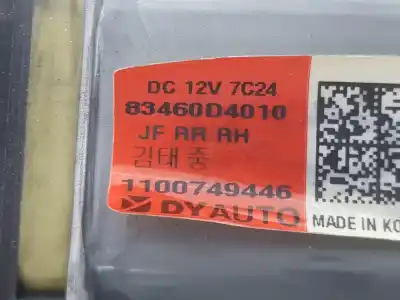 DC 12V 7C24
83460D4010
JF RR RH
김태중
1100749446
DYAUTO
MADE IN KO